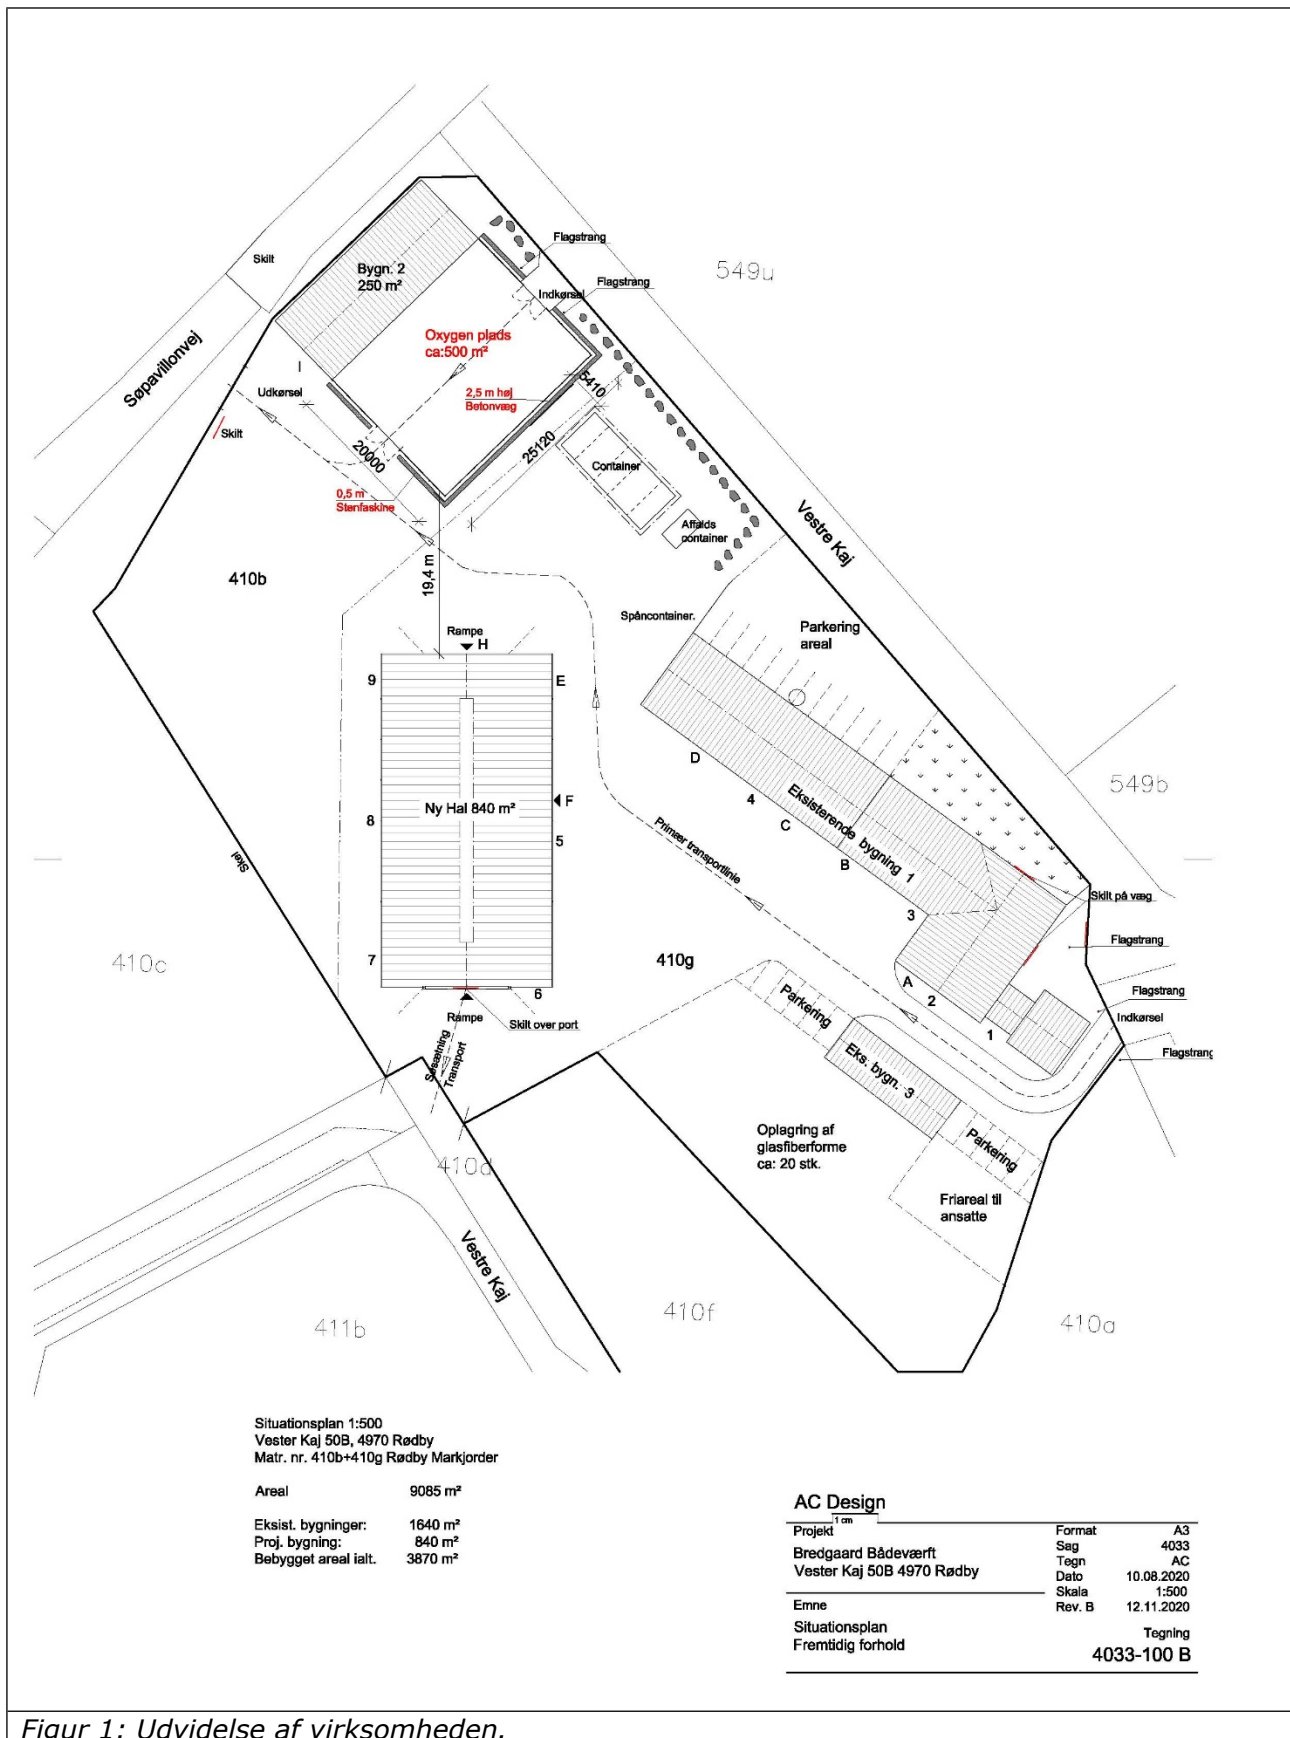 Flagstrang
549u
Skilt
Bygn. 2
250 m²
Flagstrang
Indkørsel
Oxygen plads
ca:500 m²
Søpavillonvej
I
Udkørsel
2,5 m høj
Betonvæg
5410
Skilt
20000
25120
Container
0,5 m
Stenfaskine
Affalds
container
Vestre Kaj
19,4 m
410b
Spåncontainer.
Parkering
areal
Rampe
H
9
E
D
549b
Ny Hal 840 m²
F
4
Eksisterende bygning 1
C
8
5
B
Primær transportlinie
Skel
Skilt på væg
3
Flagstrang
410c
7
410g
A
2
Parkering
6
Flagstrang
Rampe
Skilt over port
1
Indkørsel
Søsætning
Transport
Eks. bygn. 3
Flagstrang
Oplagring af
glasfiberforme
ca: 20 stk.
Parkering
410d
Friareal til
ansatte
Vestre Kaj
410f
411b
410a
Situationsplan 1:500
Vester Kaj 50B, 4970 Rødby
Matr. nr. 410b+410g Rødby Markjorder
Areal 9085 m²
Eksist. bygninger: 1640 m²
Proj. bygning: 840 m²
Bebygget areal ialt. 3870 m²
AC Design
1 cm
Projekt
Bredgaard Bådeværft
Vester Kaj 50B 4970 Rødby
Emne
Situationsplan
Fremtidig forhold
Format A3
Sag 4033
Tegn AC
Dato 10.08.2020
Skala 1:500
Rev. B 12.11.2020
Tegning
4033-100 B
Figur 1: Udvidelse af virksomheden.